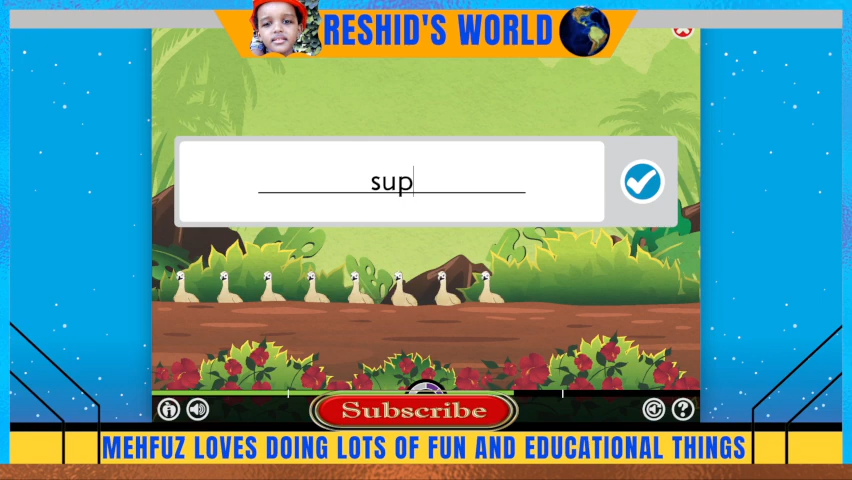 RESHID'S WORLD
sup
Subscribe
MEHFUZ LOVES DOING LOTS OF FUN AND EDUCATIONAL THINGS